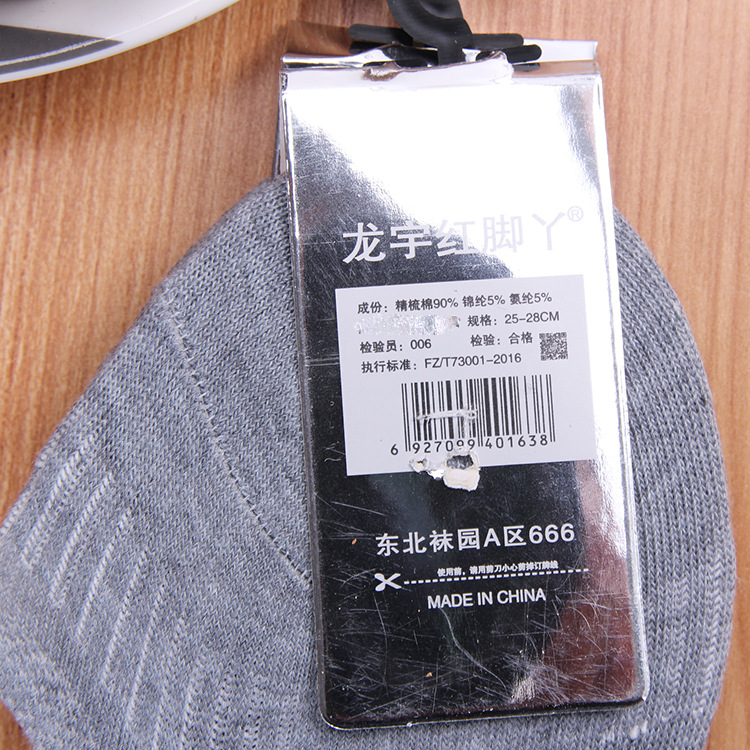 龙宇红脚丫®
成份：精梳棉90% 锦纶5% 氨纶5%
规格：25-28CM
检验员：006 检验：合格
执行标准：FZ/T73001-2016
6 927099 401638
东北袜园A区666
使用前，请用剪刀小心剪掉订脚线
MADE IN CHINA